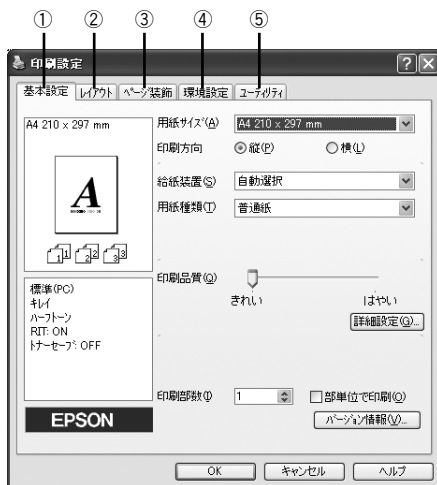 ① ② ③ ④ ⑤
印刷設定
基本設定 レイアウト ページ装飾 環境設定 ユーティリティ
A4 210 x 297 mm
A
1 1 2 2 3 3
標準(PC)
キレイ
ハーフトーン
RIT: ON
トナーセーブ: OFF
EPSON
用紙サイズ(A) A4 210 x 297 mm
印刷方向 縦(P) 横(L)
給紙装置(S) 自動選択
用紙種類(T) 普通紙
印刷品質(Q)
きれい はやい
詳細設定(G)...
印刷部数(I) 1 部単位で印刷(O)
バージョン情報(V)...
OK キャンセル ヘルプ